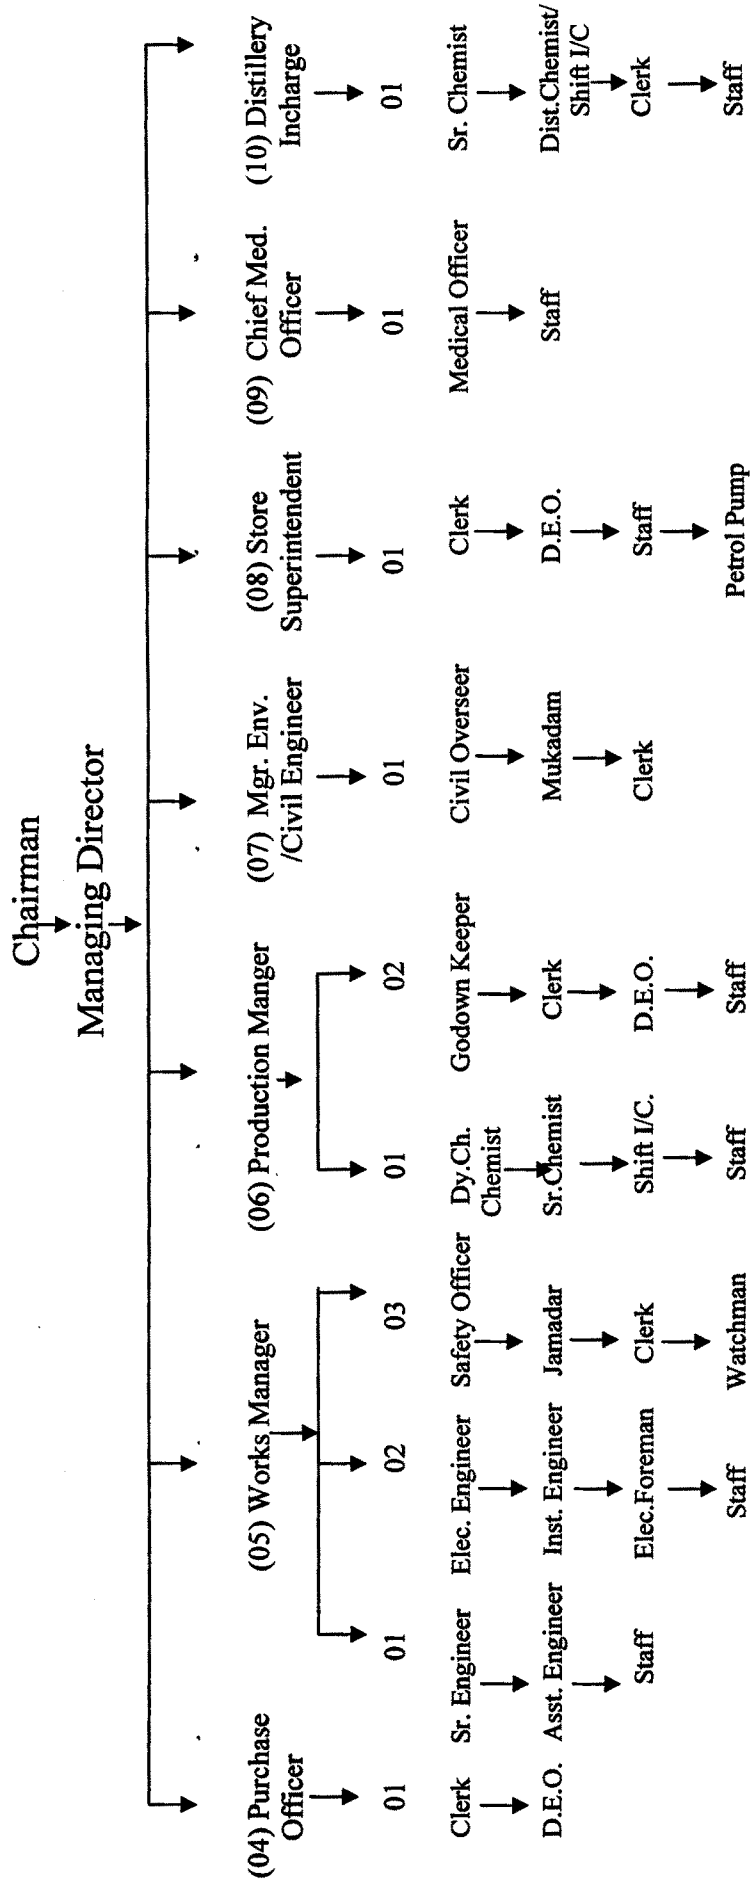 Chairman
Managing Director
(04) Purchase
Officer
(05) Works Manager
(06) Production Manger
(07) Mgr. Env.
/Civil Engineer
(08) Store
Superintendent
(09) Chief Med.
Officer
(10) Distillery
Incharge
01
01
02
03
01
02
01
01
01
01
Clerk
D.E.O.
Sr. Engineer
Asst. Engineer
Staff
Elec. Engineer
Inst. Engineer
Elec.Foreman
Staff
Safety Officer
Jamadar
Clerk
Watchman
Dy.Ch.
Chemist
Sr.Chemist
Shift I/C.
Staff
Godown Keeper
Clerk
D.E.O.
Staff
Civil Overseer
Mukadam
Clerk
Clerk
D.E.O.
Staff
Petrol Pump
Medical Officer
Staff
Sr. Chemist
Dist.Chemist/
Shift I/C
Clerk
Staff